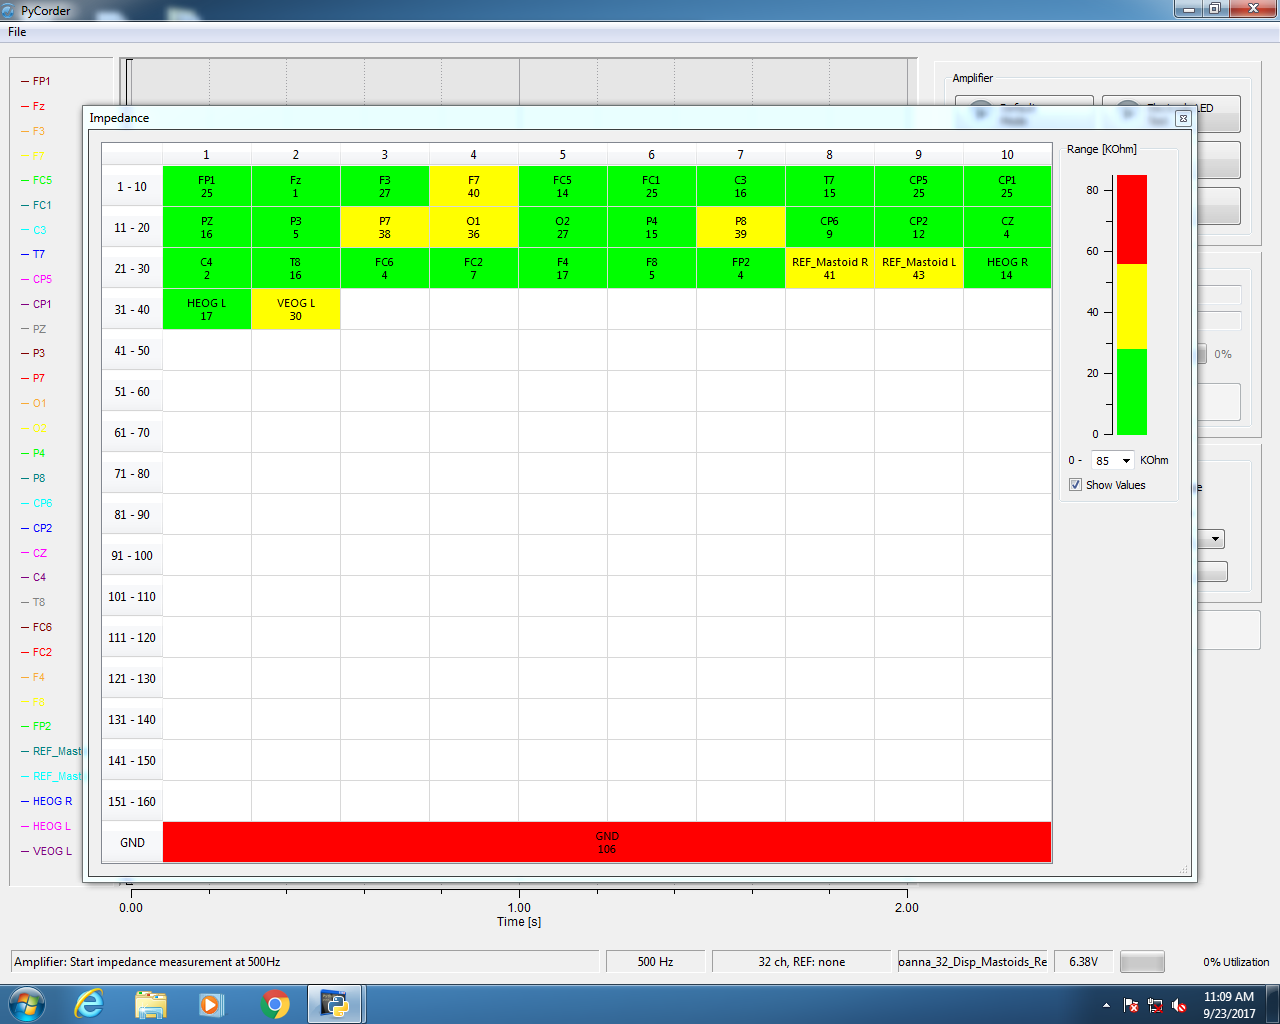 PyCorder
File
FP1
Fz
F3
F7
FC5
FC1
C3
T7
CP5
CP1
PZ
P3
P7
O1
O2
P4
P8
CP6
CP2
CZ
C4
T8
FC6
FC2
F4
F8
FP2
REF_Mast
REF_Mast
HEOG R
HEOG L
VEOG L
Amplifier
Default
Mode
Electrode LED
Test
Impedance
1 2 3 4 5 6 7 8 9 10
1 - 10
FP1 Fz F3 F7 FC5 FC1 C3 T7 CP5 CP1
25 1 27 40 14 25 16 15 25 25
11 - 20
PZ P3 P7 O1 O2 P4 P8 CP6 CP2 CZ
16 5 38 36 27 15 39 9 12 4
21 - 30
C4 T8 FC6 FC2 F4 F8 FP2 REF_Mastoid R REF_Mastoid L HEOG R
2 16 4 7 17 5 4 41 43 14
31 - 40
HEOG L VEOG L
17 30
41 - 50
51 - 60
61 - 70
71 - 80
81 - 90
91 - 100
101 - 110
111 - 120
121 - 130
131 - 140
141 - 150
151 - 160
GND
GND
106
Range [KOhm]
80
60
40
20
0
0 - 85 KOhm
Show Values
0%
0.00 1.00 2.00
Time [s]
Amplifier: Start impedance measurement at 500Hz
500 Hz
32 ch, REF: none
oanna_32_Disp_Mastoids_Re
6.38V
0% Utilization
11:09 AM
9/23/2017